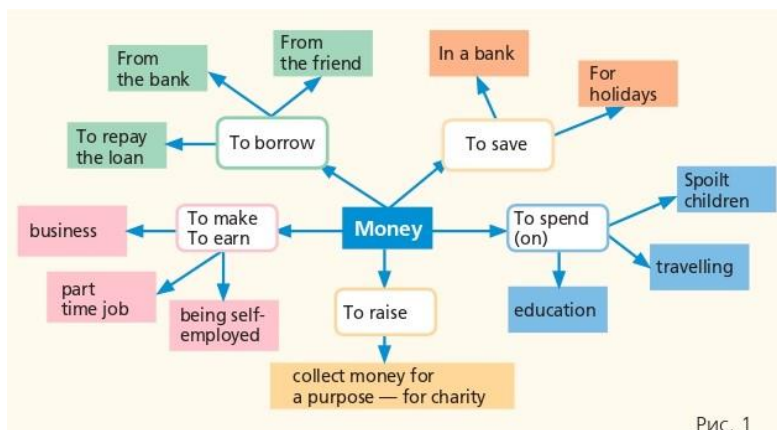 From
the bank
From
the friend
In a bank
For
holidays
To repay
the loan
To borrow
To save
Spoilt
children
business
To make
To earn
Money
To spend
(on)
travelling
part
time job
being self-
employed
To raise
education
collect money for
a purpose — for charity
Рис. 1